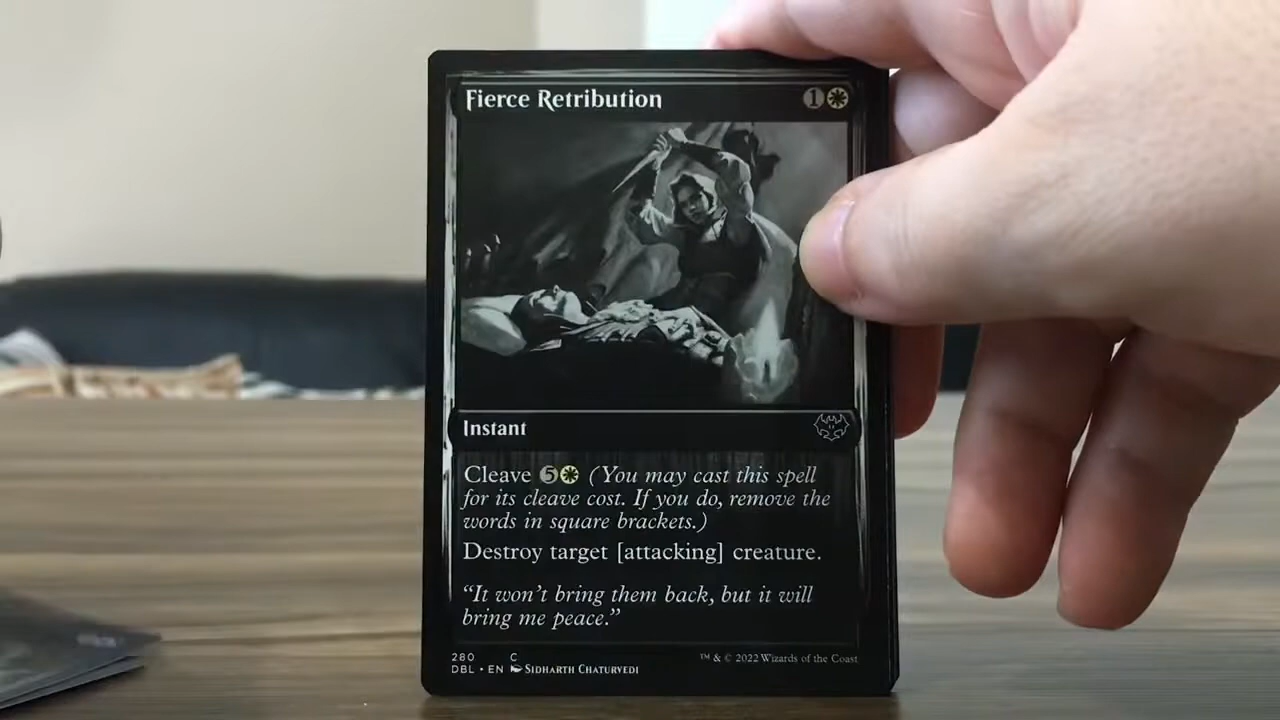 Fierce Retribution 1
Instant
Cleave 5 (You may cast this spell
for its cleave cost. If you do, remove the
words in square brackets.)
Destroy target [attacking] creature.
“It won’t bring them back, but it will
bring me peace.”
280 C
DBL • EN Sidharth Chaturvedi
™ & © 2022 Wizards of the Coast